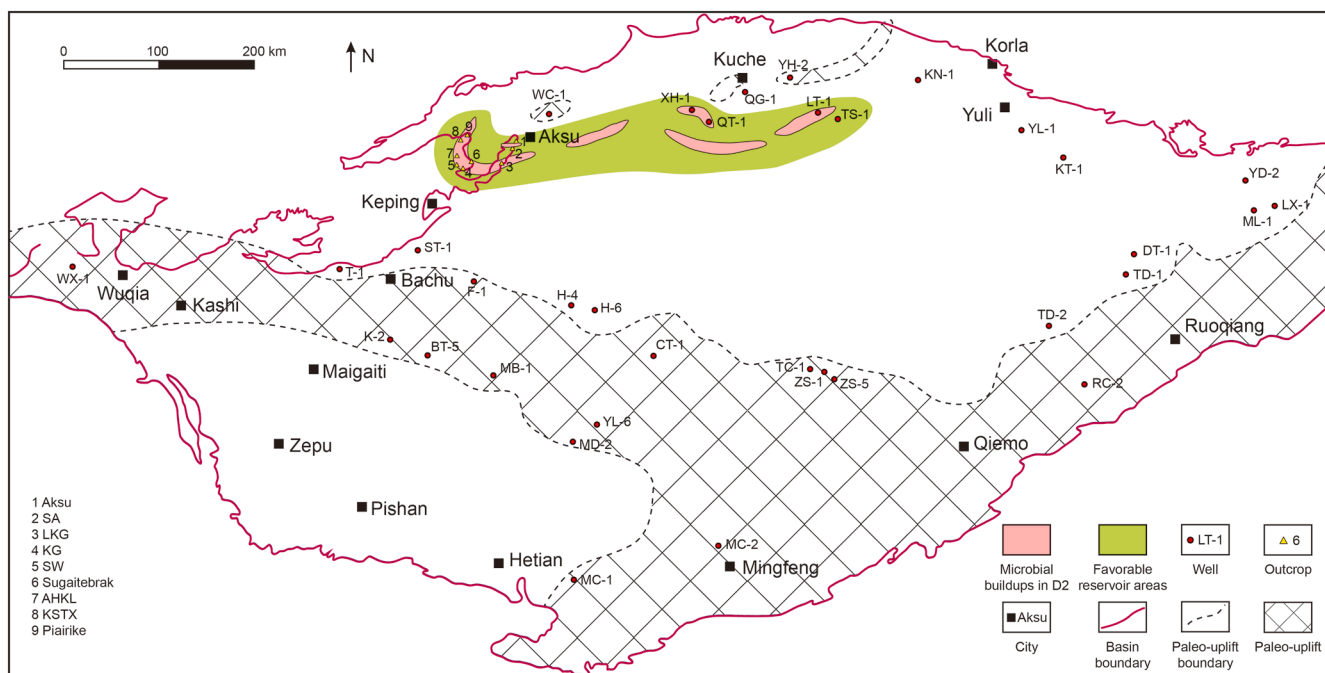 0 100 200 km
N
Korla
Kuche
YH-2
KN-1
QG-1
WC-1
XH-1
LT-1
Yuli
QT-1
TS-1
YL-1
9
8
1
Aksu
2
7
6
5
4
3
KT-1
YD-2
Keping
LX-1
ML-1
ST-1
DT-1
WX-1
T-1
TD-1
Wuqia
Bachu
F-1
Kashi
H-4
H-6
TD-2
Ruoqiang
K-2
BT-5
CT-1
MB-1
TC-1
ZS-1
ZS-5
Maigaiti
RC-2
YL-6
MD-2
Zepu
Qiemo
Pishan
MC-2
Hetian
Mingfeng
MC-1
1 Aksu
2 SA
3 LKG
4 KG
5 SW
6 Sugaitebrak
7 AHKL
8 KSTX
9 Piairike
LT-1
6
Microbial
buildups in D2
Favorable
reservoir areas
Well
Outcrop
Aksu
City
Basin
boundary
Paleo-uplift
boundary
Paleo-uplift